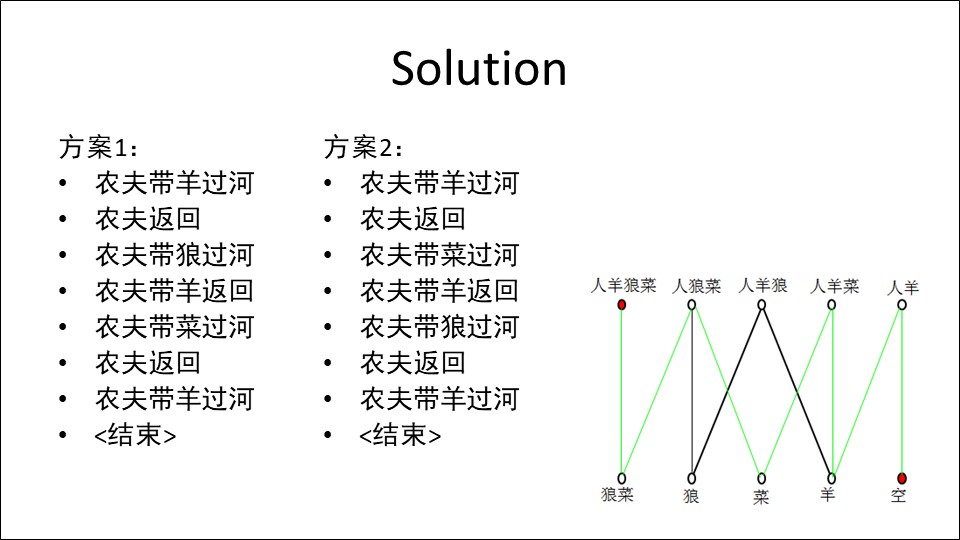 Solution
方案1：
• 农夫带羊过河
• 农夫返回
• 农夫带狼过河
• 农夫带羊返回
• 农夫带菜过河
• 农夫返回
• 农夫带羊过河
• <结束>
方案2：
• 农夫带羊过河
• 农夫返回
• 农夫带菜过河
• 农夫带羊返回
• 农夫带狼过河
• 农夫返回
• 农夫带羊过河
• <结束>
人羊狼菜 人狼菜 人羊狼 人羊菜 人羊
狼菜 狼 菜 羊 空